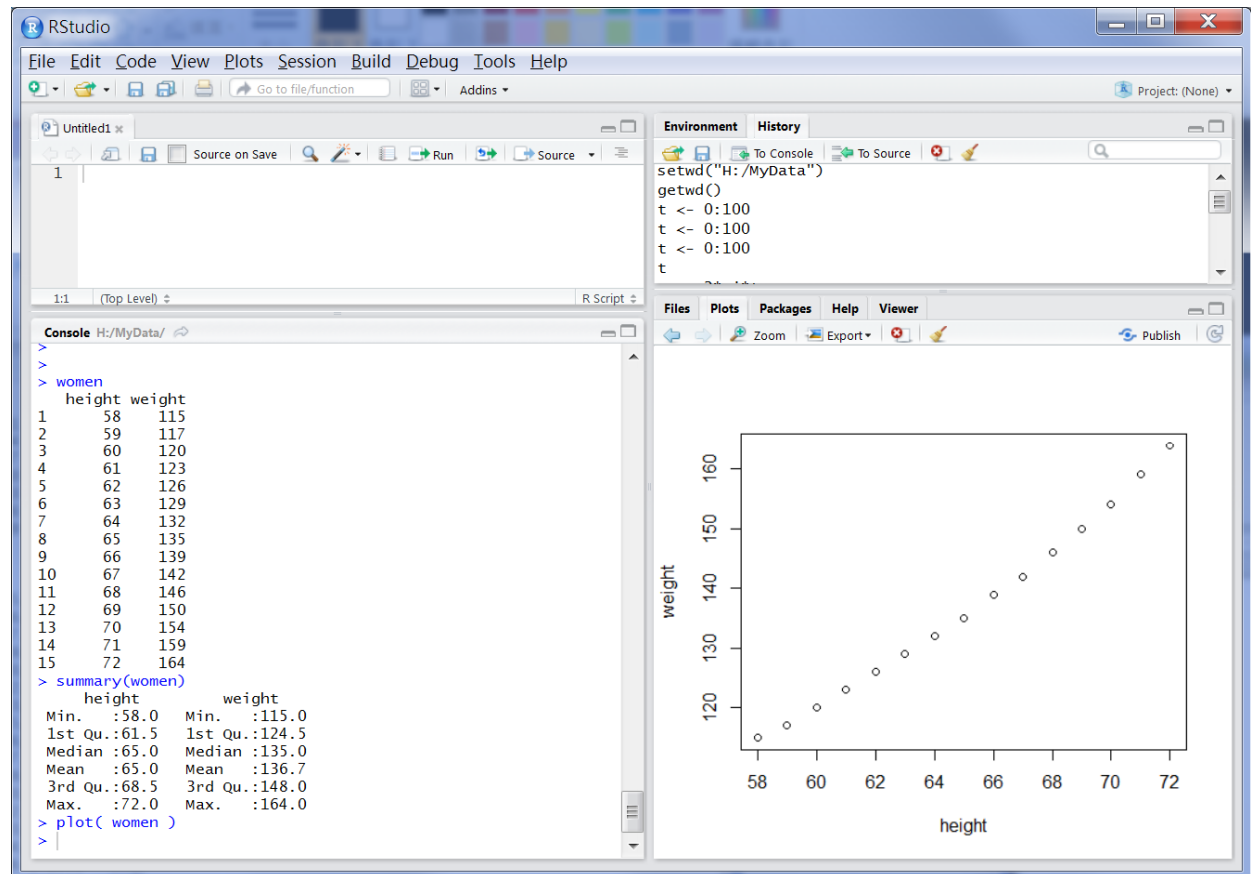 RStudio
File Edit Code View Plots Session Build Debug Tools Help
Go to file/function Addins Project: (None)
Untitled1
Source on Save Run Source
1
1:1 (Top Level) R Script
Console H:/MyData/
>
>
> women
height weight
1 58 115
2 59 117
3 60 120
4 61 123
5 62 126
6 63 129
7 64 132
8 65 135
9 66 139
10 67 142
11 68 146
12 69 150
13 70 154
14 71 159
15 72 164
> summary(women)
height weight
Min. :58.0 Min. :115.0
1st Qu.:61.5 1st Qu.:124.5
Median :65.0 Median :135.0
Mean :65.0 Mean :136.7
3rd Qu.:68.5 3rd Qu.:148.0
Max. :72.0 Max. :164.0
> plot( women )
>
Environment History
To Console To Source
setwd("H:/MyData")
getwd()
t <- 0:100
t <- 0:100
t <- 0:100
t
Files Plots Packages Help Viewer
Zoom Export Publish
160
150
140
130
120
weight
58 60 62 64 66 68 70 72
height